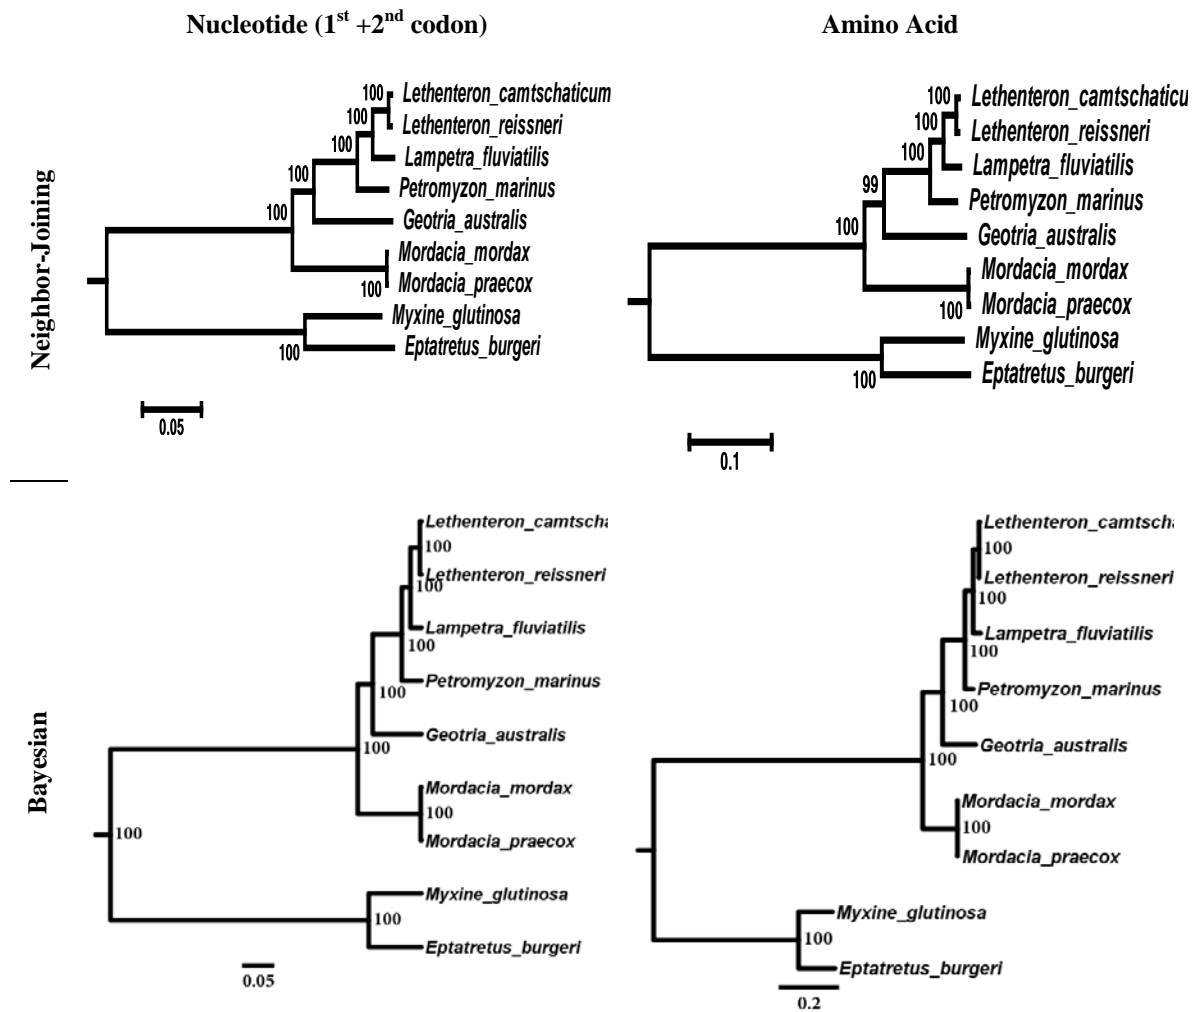 Nucleotide (1st +2nd codon)
Amino Acid
Neighbor-Joining
100 Lethenteron_camtschaticum
100 Lethenteron_reissneri
100 Lampetra_fluviatilis
100 Petromyzon_marinus
100 Geotria_australis
Mordacia_mordax
100 Mordacia_praecox
Myxine_glutinosa
100 Eptatretus_burgeri
0.05
100 Lethenteron_camtschaticu
100 Lethenteron_reissneri
100 Lampetra_fluviatilis
99 Petromyzon_marinus
100 Geotria_australis
Mordacia_mordax
100 Mordacia_praecox
Myxine_glutinosa
100 Eptatretus_burgeri
0.1
Bayesian
Lethenteron_camtscha
100
Lethenteron_reissneri
100
Lampetra_fluviatilis
100
Petromyzon_marinus
100
Geotria_australis
100
Mordacia_mordax
100
Mordacia_praecox
100
Myxine_glutinosa
100
Eptatretus_burgeri
0.05
Lethenteron_camtscha
100
Lethenteron_reissneri
100
Lampetra_fluviatilis
100
Petromyzon_marinus
100
Geotria_australis
100
Mordacia_mordax
100
Mordacia_praecox
Myxine_glutinosa
100
Eptatretus_burgeri
0.2